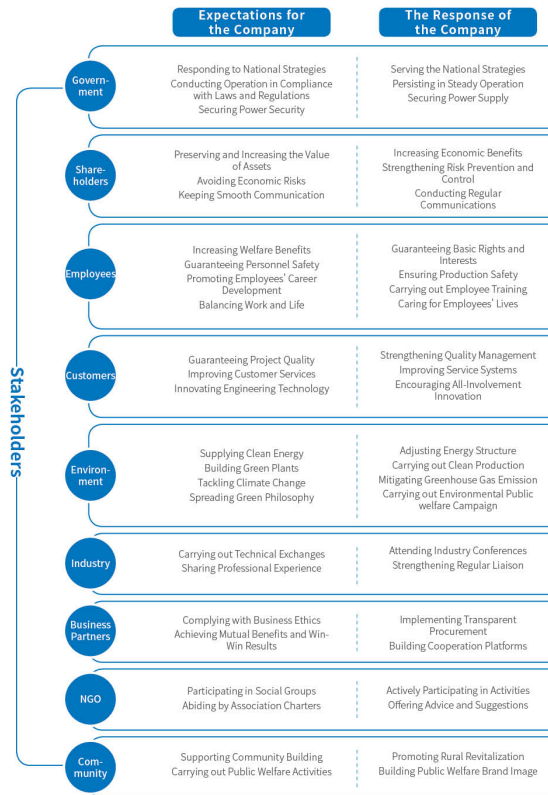 Expectations for
the Company
The Response of
the Company
Stakeholders
Govern-
ment
Responding to National Strategies
Conducting Operation in Compliance
with Laws and Regulations
Securing Power Security
Serving the National Strategies
Persisting in Steady Operation
Securing Power Supply
Share-
holders
Preserving and Increasing the Value
of Assets
Avoiding Economic Risks
Keeping Smooth Communication
Increasing Economic Benefits
Strengthening Risk Prevention and
Control
Conducting Regular
Communications
Employees
Increasing Welfare Benefits
Guaranteeing Personnel Safety
Promoting Employees' Career
Development
Balancing Work and Life
Guaranteeing Basic Rights and
Interests
Ensuring Production Safety
Carrying out Employee Training
Caring for Employees' Lives
Customers
Guaranteeing Project Quality
Improving Customer Services
Innovating Engineering Technology
Strengthening Quality Management
Improving Service Systems
Encouraging All-Involvement
Innovation
Environ-
ment
Supplying Clean Energy
Building Green Plants
Tackling Climate Change
Spreading Green Philosophy
Adjusting Energy Structure
Carrying out Clean Production
Mitigating Greenhouse Gas Emission
Carrying out Environmental Public
welfare Campaign
Industry
Carrying out Technical Exchanges
Sharing Professional Experience
Attending Industry Conferences
Strengthening Regular Liaison
Business
Partners
Complying with Business Ethics
Achieving Mutual Benefits and Win-
Win Results
Implementing Transparent
Procurement
Building Cooperation Platforms
NGO
Participating in Social Groups
Abiding by Association Charters
Actively Participating in Activities
Offering Advice and Suggestions
Com-
munity
Supporting Community Building
Carrying out Public Welfare Activities
Promoting Rural Revitalization
Building Public Welfare Brand Image